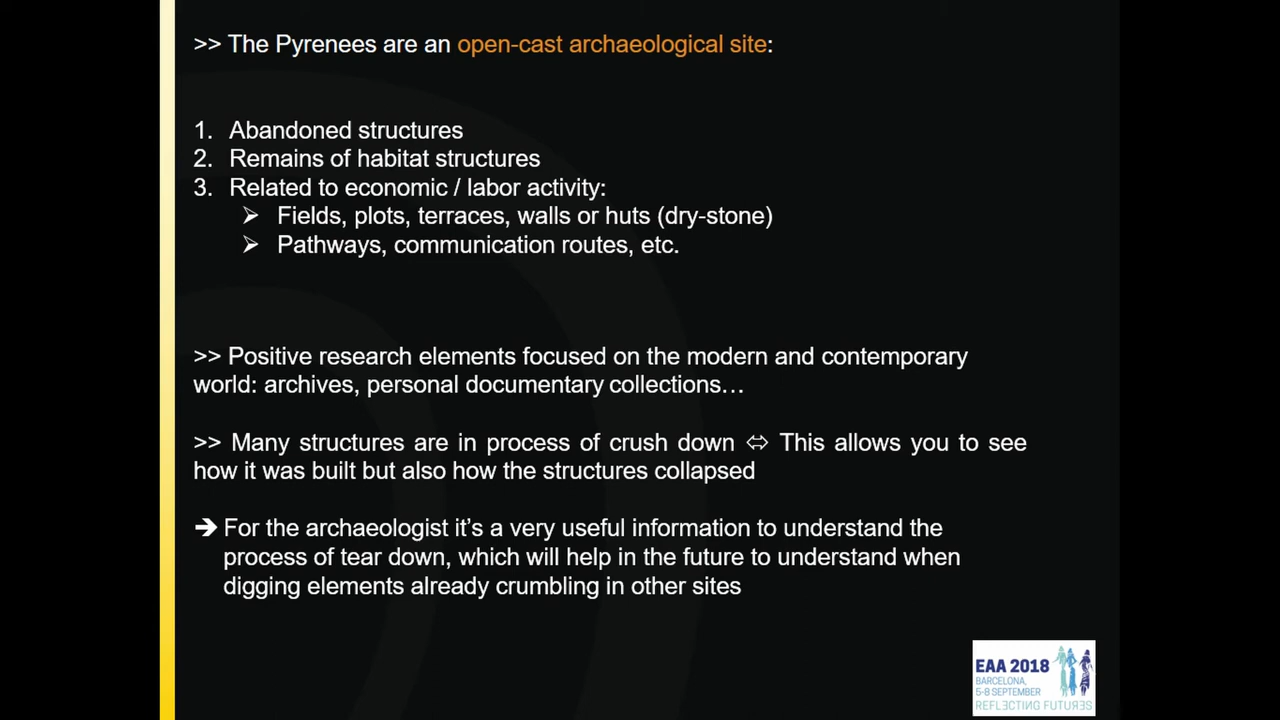 >> The Pyrenees are an open-cast archaeological site:
1. Abandoned structures
2. Remains of habitat structures
3. Related to economic / labor activity:
➢ Fields, plots, terraces, walls or huts (dry-stone)
➢ Pathways, communication routes, etc.
>> Positive research elements focused on the modern and contemporary
world: archives, personal documentary collections…
>> Many structures are in process of crush down ⬄ This allows you to see
how it was built but also how the structures collapsed
➔ For the archaeologist it’s a very useful information to understand the
process of tear down, which will help in the future to understand when
digging elements already crumbling in other sites
EAA 2018
BARCELONA,
5-8 SEPTEMBER
REFLECTING FUTURES